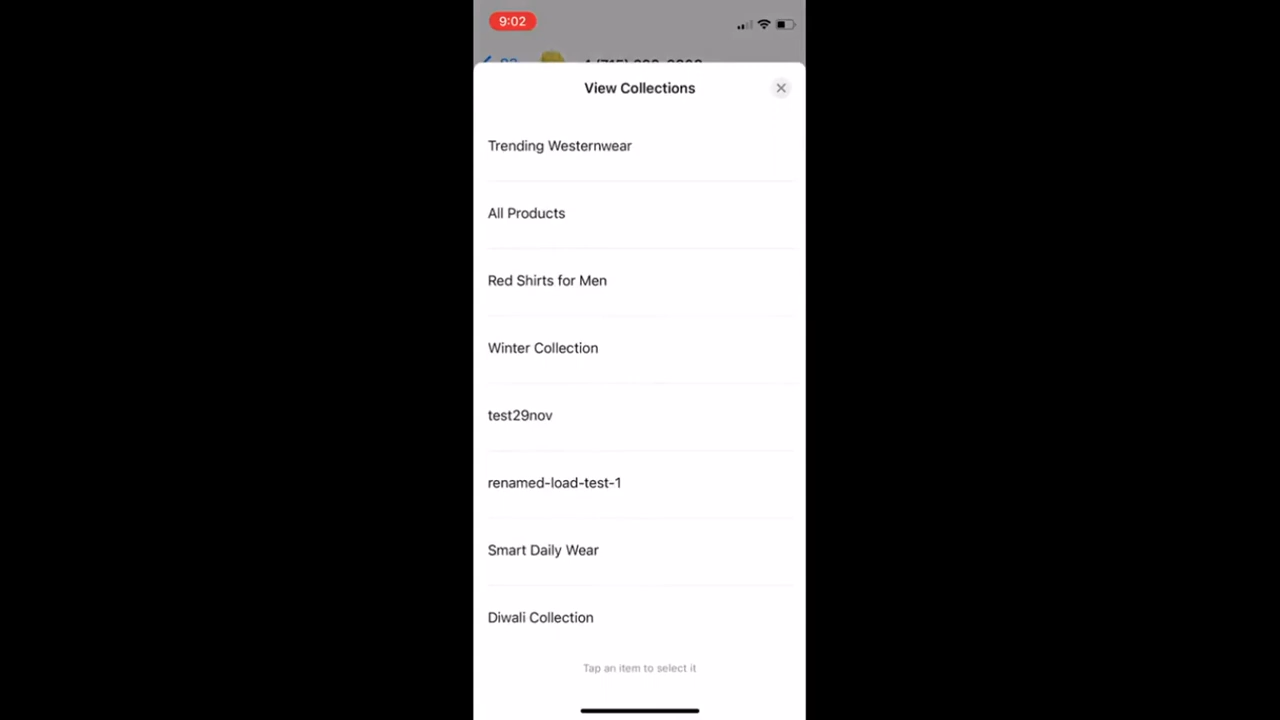 9:02
View Collections
Trending Westernwear
All Products
Red Shirts for Men
Winter Collection
test29nov
renamed-load-test-1
Smart Daily Wear
Diwali Collection
Tap an item to select it